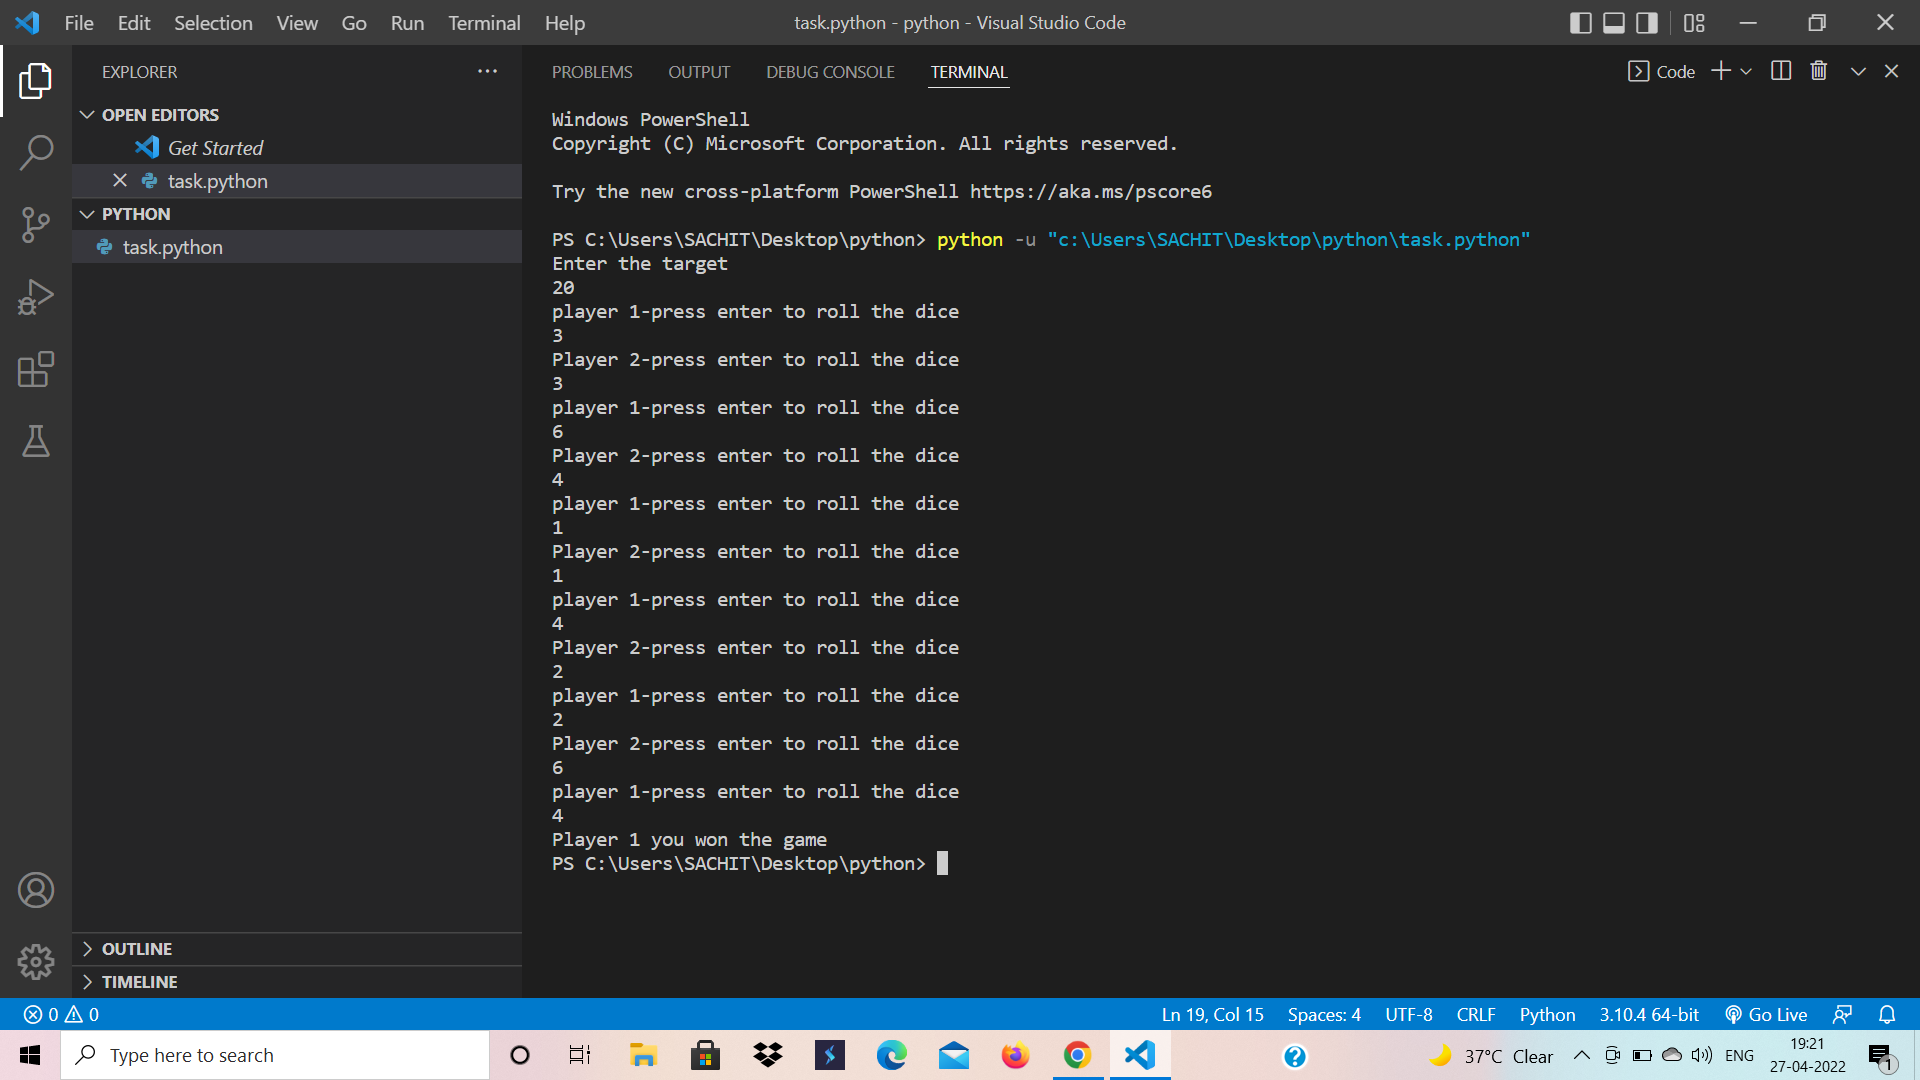 File Edit Selection View Go Run Terminal Help
task.python - python - Visual Studio Code
EXPLORER
OPEN EDITORS
Get Started
task.python
PYTHON
task.python
OUTLINE
TIMELINE
PROBLEMS OUTPUT DEBUG CONSOLE TERMINAL
Code
Windows PowerShell
Copyright (C) Microsoft Corporation. All rights reserved.
Try the new cross-platform PowerShell https://aka.ms/pscore6
PS C:\Users\SACHIT\Desktop\python> python -u "c:\Users\SACHIT\Desktop\python\task.python"
Enter the target
20
player 1-press enter to roll the dice
3
Player 2-press enter to roll the dice
3
player 1-press enter to roll the dice
6
Player 2-press enter to roll the dice
4
player 1-press enter to roll the dice
1
Player 2-press enter to roll the dice
1
player 1-press enter to roll the dice
4
Player 2-press enter to roll the dice
2
player 1-press enter to roll the dice
2
Player 2-press enter to roll the dice
6
player 1-press enter to roll the dice
4
Player 1 you won the game
PS C:\Users\SACHIT\Desktop\python>
0 0
Ln 19, Col 15 Spaces: 4 UTF-8 CRLF Python 3.10.4 64-bit Go Live
Type here to search
37°C Clear
ENG
19:21
27-04-2022
1